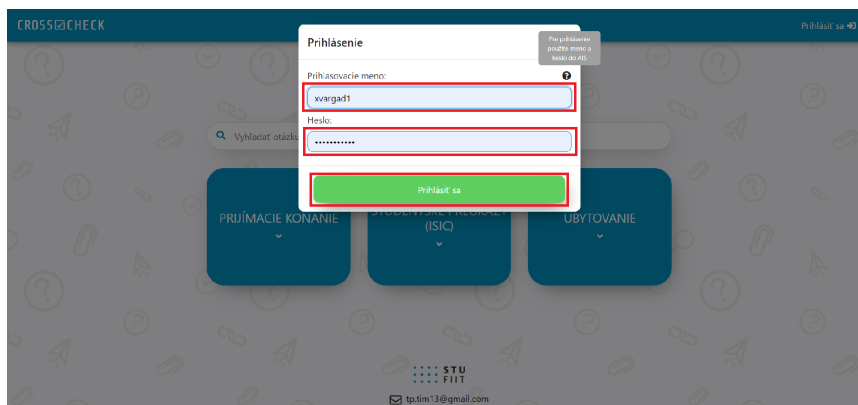 CROSS☑CHECK
Prihlásiť sa
Prihlásenie
Pre prihlásenie
použite meno a
heslo do AIS
Prihlasovacie meno:
xvargad1
Heslo:
•••••••••••
Vyhľadať otázku
Prihlásiť sa
PRIJÍMACIE KONANIE
ŠTUDENTSKÉ PREUKAZY
(ISIC)
UBYTOVANIE
STU
FIIT
tp.tim13@gmail.com